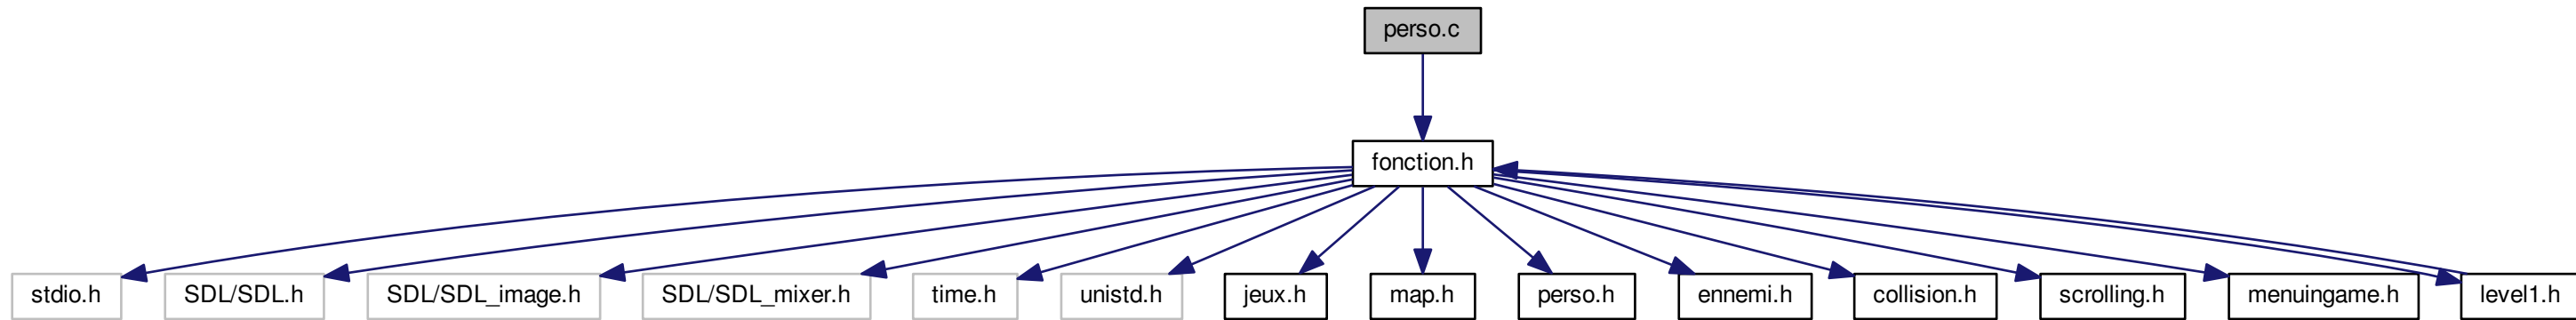 perso.c
fonction.h
stdio.h
SDL/SDL.h
SDL/SDL_image.h
SDL/SDL_mixer.h
time.h
unistd.h
jeux.h
map.h
perso.h
ennemi.h
collision.h
scrolling.h
menuingame.h
level1.h